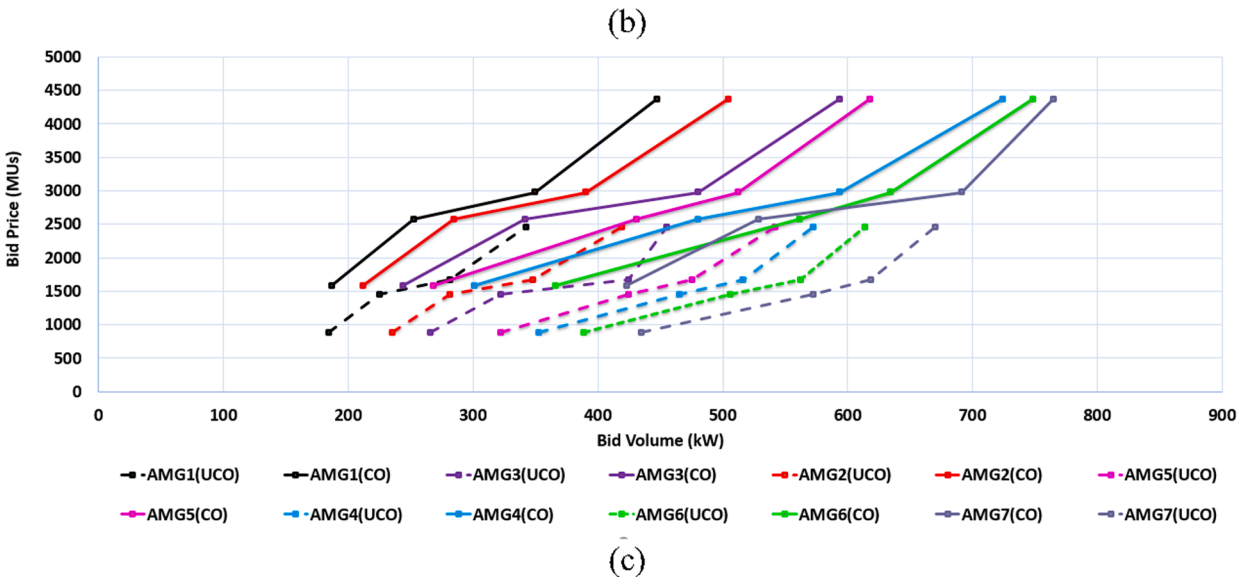 (b)
5000
4500
4000
3500
3000
2500
2000
1500
1000
500
0
Bid Price (MUs)
0 100 200 300 400 500 600 700 800 900
Bid Volume (kW)
AMG1(UCO) AMG1(CO) AMG3(UCO) AMG3(CO) AMG2(UCO) AMG2(CO) AMG5(UCO)
AMG5(CO) AMG4(UCO) AMG4(CO) AMG6(UCO) AMG6(CO) AMG7(CO) AMG7(UCO)
(c)